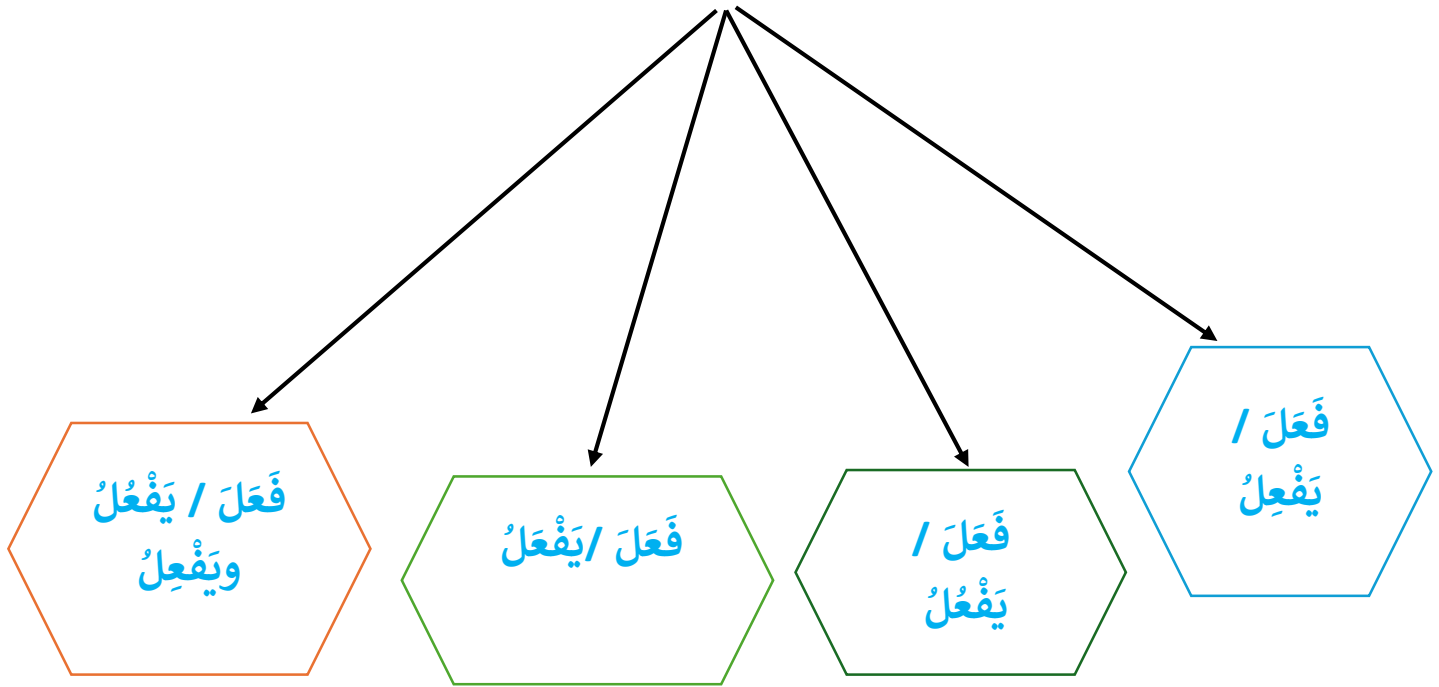 فَعَلَ /
يَفْعِلُ
فَعَلَ /
يَفْعُلُ
فَعَلَ /يَفْعَلُ
فَعَلَ / يَفْعُلُ
ويَفْعِلُ